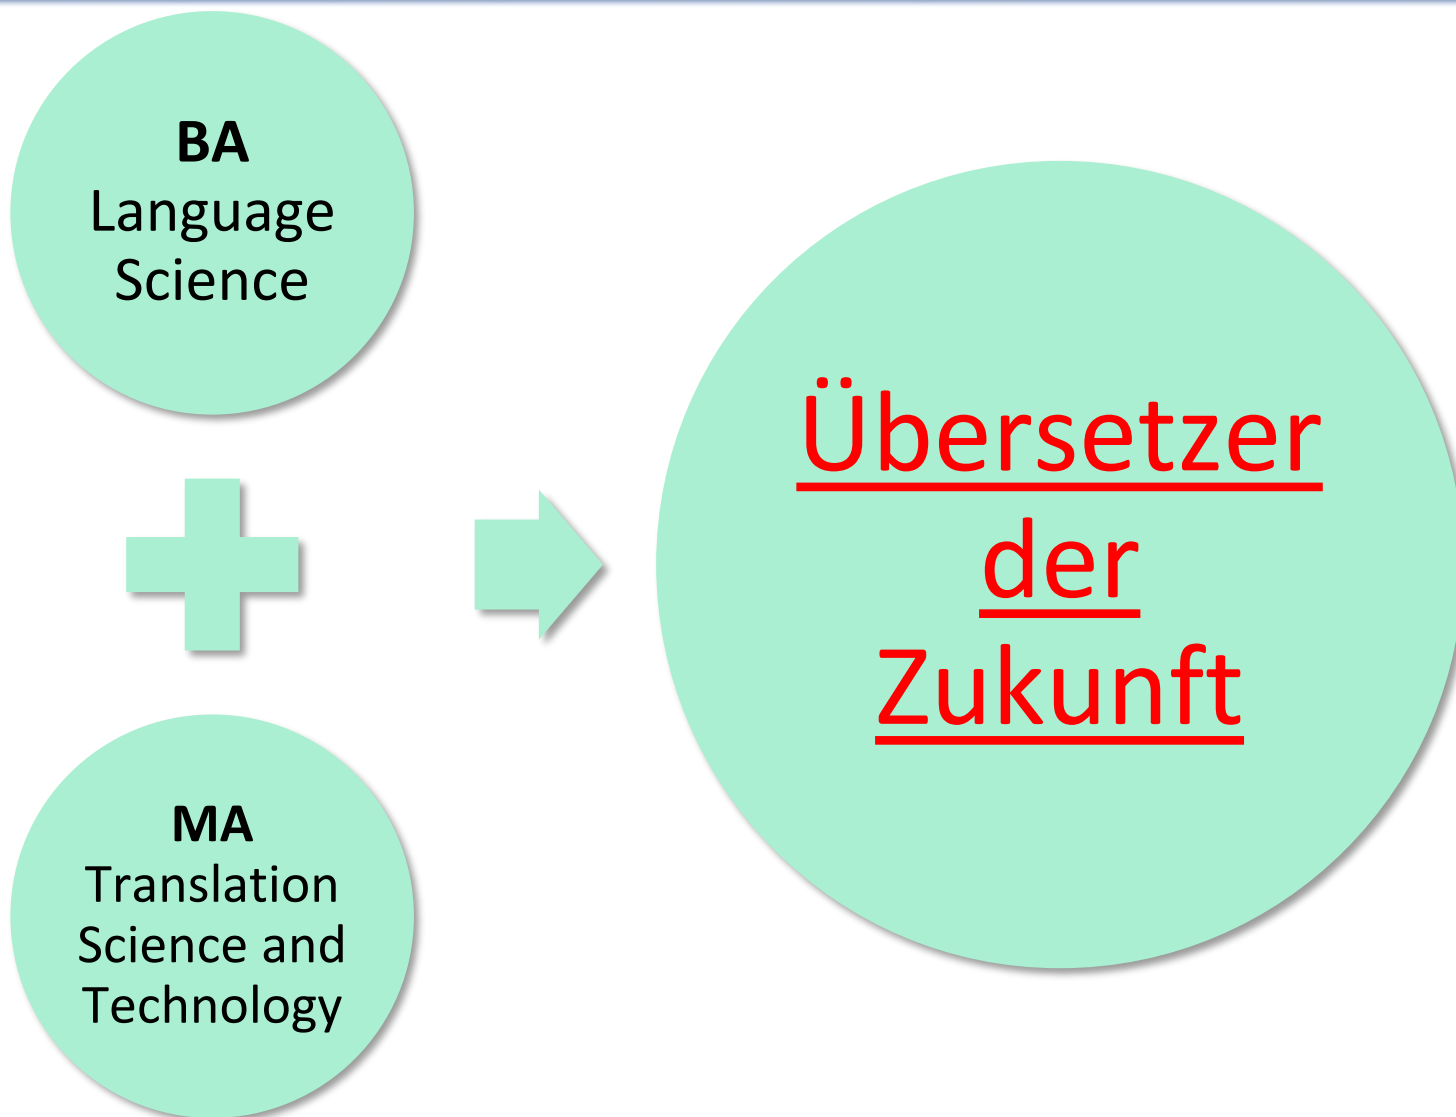 BA
Language
Science
MA
Translation
Science and
Technology
Übersetzer
der
Zukunft